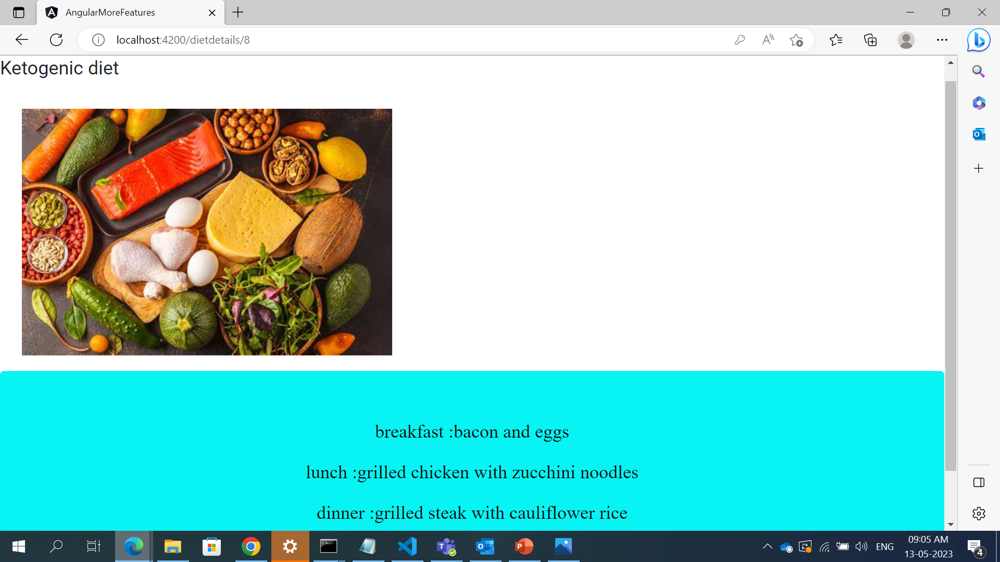 AngularMoreFeatures
localhost:4200/dietdetails/8
Ketogenic diet
breakfast :bacon and eggs
lunch :grilled chicken with zucchini noodles
dinner :grilled steak with cauliflower rice
ENG
09:05 AM
13-05-2023
4